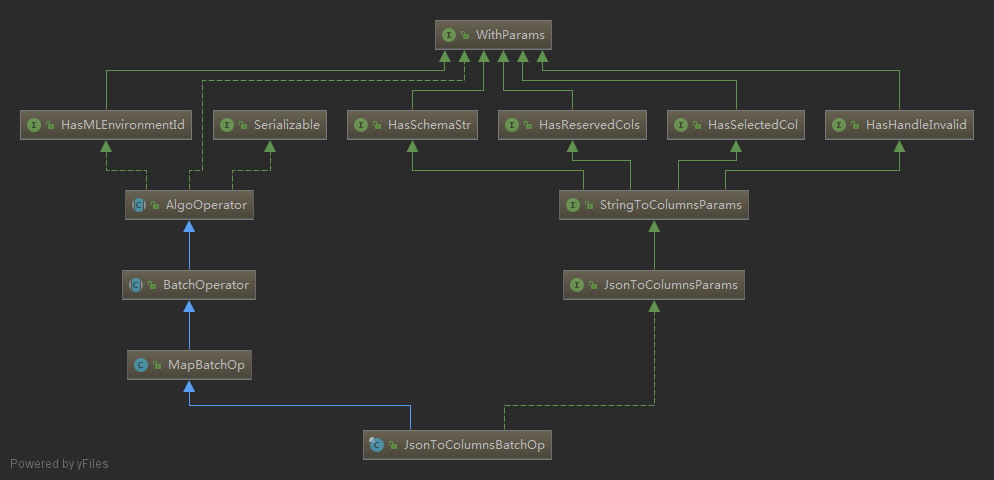 WithParams
HasMLEnvironmentId
Serializable
HasSchemaStr
HasReservedCols
HasSelectedCol
HasHandleInvalid
AlgoOperator
StringToColumnsParams
BatchOperator
JsonToColumnsParams
MapBatchOp
JsonToColumnsBatchOp
Powered by yFiles